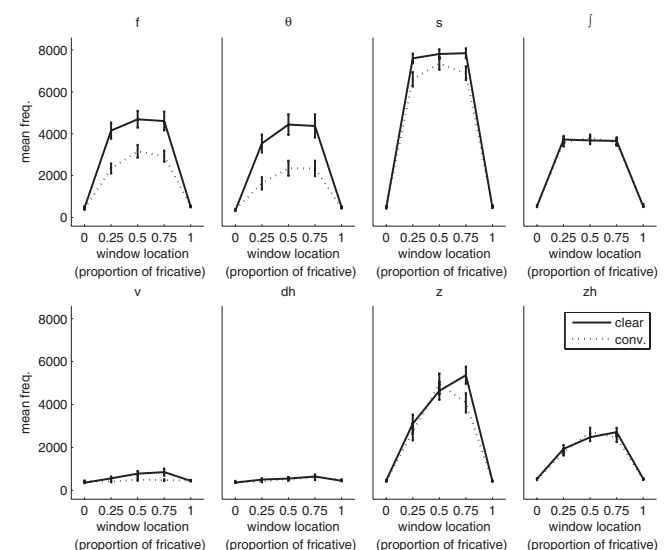 f θ s ∫
8000
6000
4000
2000
0
mean freq.
0 0.25 0.5 0.75 1 0 0.25 0.5 0.75 1 0 0.25 0.5 0.75 1 0 0.25 0.5 0.75 1
window location window location window location window location
(proportion of fricative) (proportion of fricative) (proportion of fricative) (proportion of fricative)
v dh z zh
8000
6000
4000
2000
0
mean freq.
clear
conv.
0 0.25 0.5 0.75 1 0 0.25 0.5 0.75 1 0 0.25 0.5 0.75 1 0 0.25 0.5 0.75 1
window location window location window location window location
(proportion of fricative) (proportion of fricative) (proportion of fricative) (proportion of fricative)